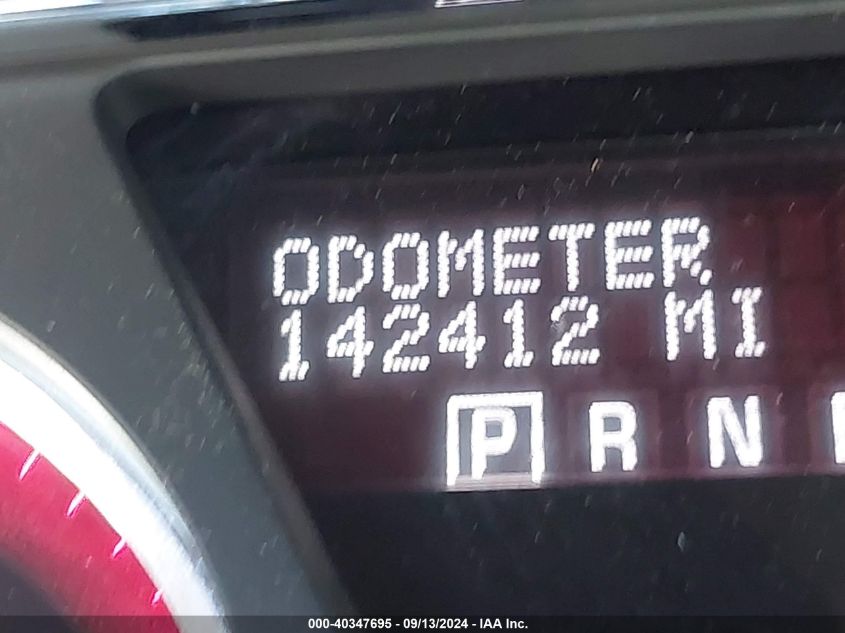 ODOMETER
142412 MI
P R N
000-40347695 - 09/13/2024 - IAA Inc.